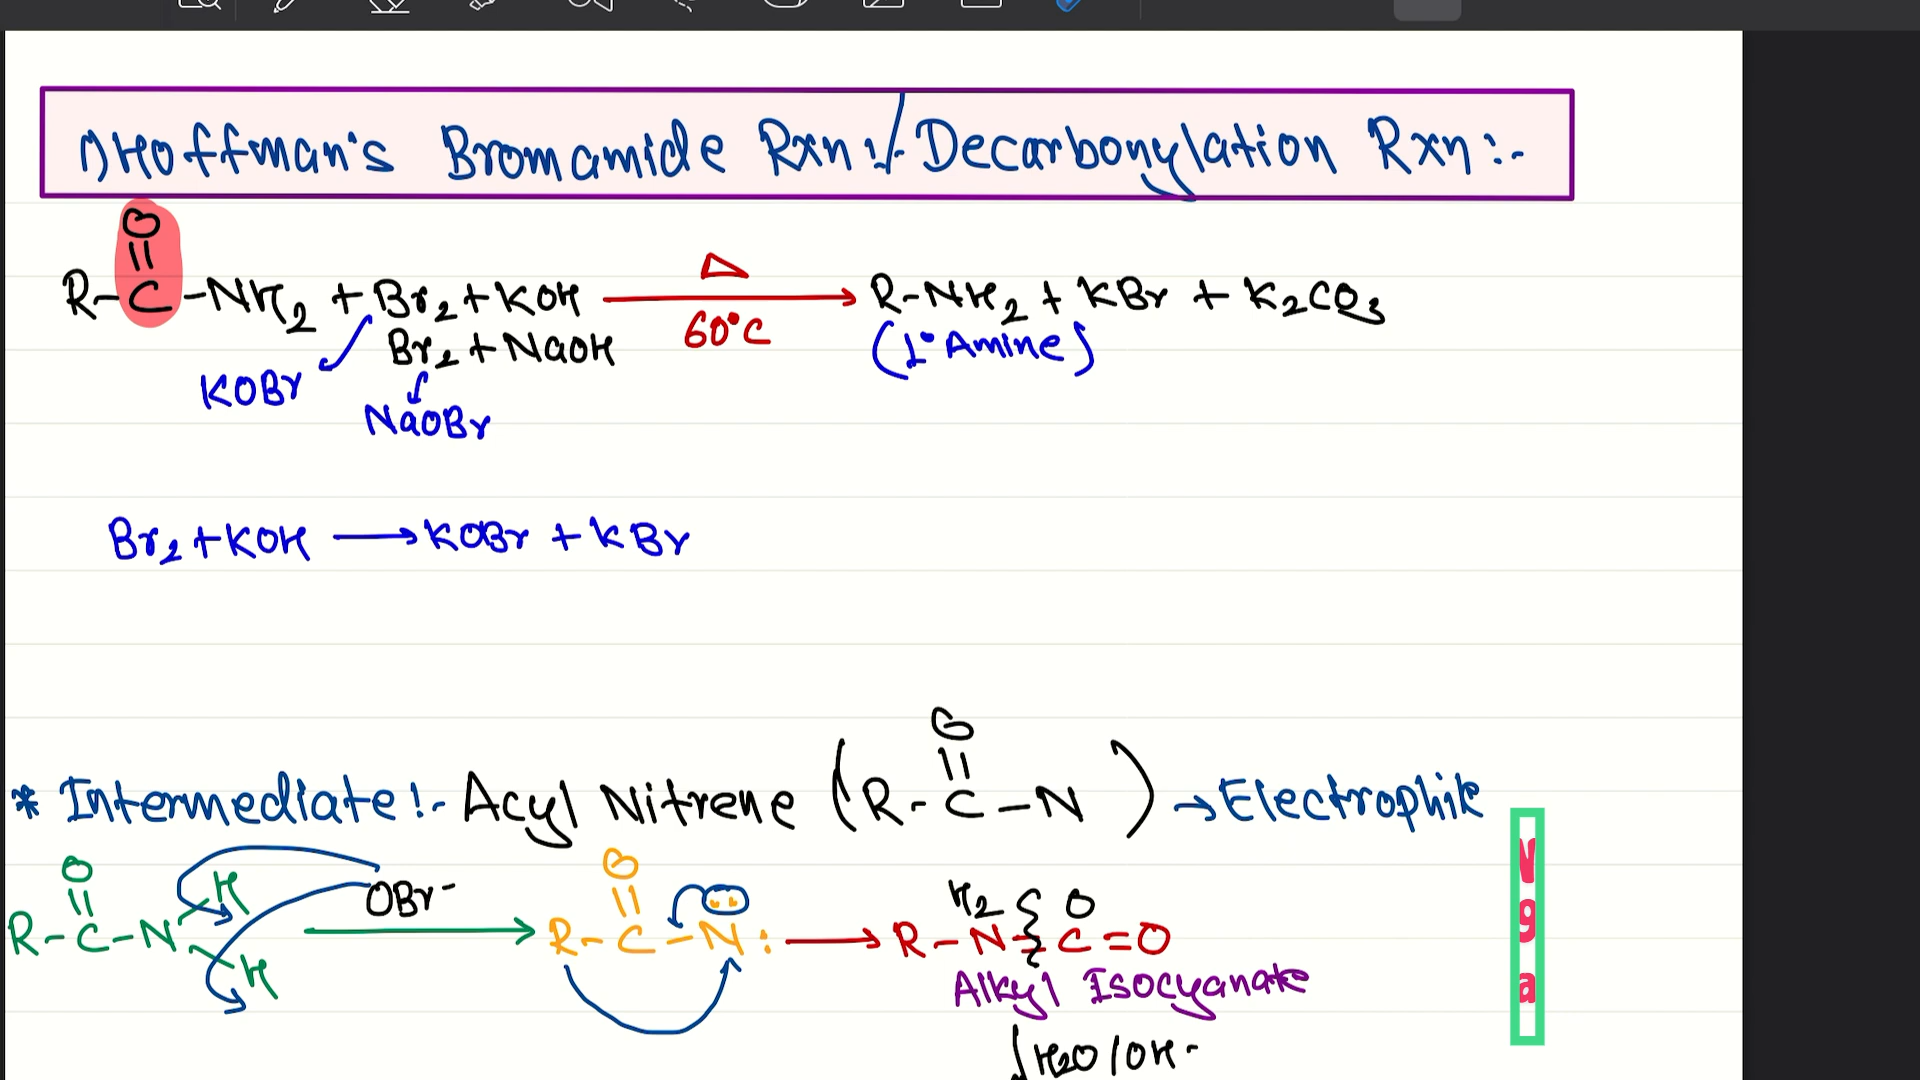 1) Hoffman's Bromamide Rxn:-/Decarbonylation Rxn:-
O
||
R-C-NH2 + Br2+KOH → R-NH2 + KBr + K2CO3
Δ
60°C
Br2+NaOH
(1° Amine)
KOBr
NaOBr
Br2+KOH → KOBr + KBr
O
||
* Intermediate:- Acyl Nitrene (R-C-N) → Electrophile
O
||
R-C-N
H
H
OBr-
O
||
R-C-N:
→ R-N-C=O
H2
O
Alkyl Isocyanate
↓ H2O/OH-
V
g
a